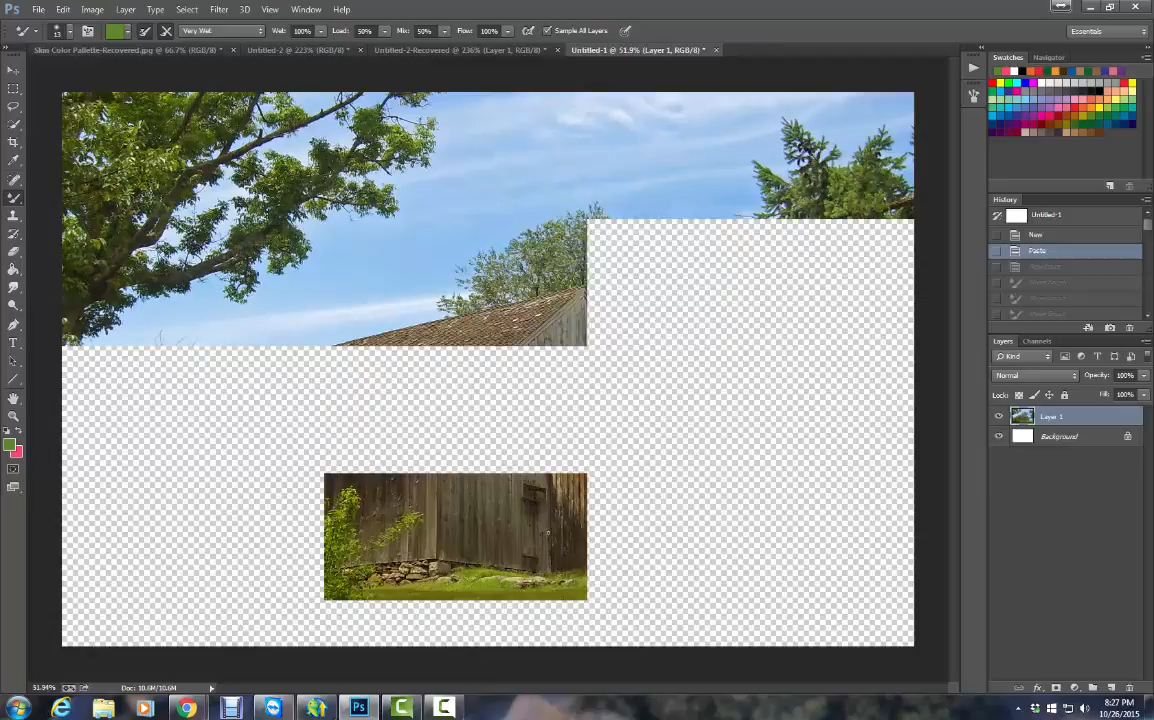 Ps File Edit Image Layer Type Select Filter 3D View Window Help
13 Very Wet Wet: 100% Load: 50% Mix: 50% Flow: 100% Sample All Layers Essentials
Skin Color Pallette-Recovered.jpg @ 66.7% (RGB/8) * × Untitled-2 @ 223% (RGB/8) * × Untitled-2-Recovered @ 236% (Layer 1, RGB/8) * × Untitled-1 @ 51.9% (Layer 1, RGB/8) * ×
Swatches Navigator
History
Untitled-1
New
Paste
Layers Channels
Kind
Normal Opacity: 100%
Lock: Fill: 100%
Layer 1
Background
51.94% Doc: 10.6M/10.6M
Ps
8:27 PM
10/26/2015